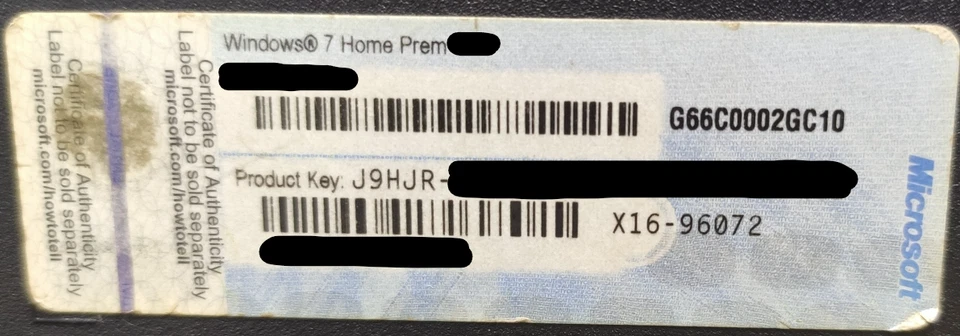 Windows® 7 Home Prem
G66C0002GC10
Product Key: J9HJR-
X16-96072
Microsoft
Certificate of Authenticity
Label not to be sold separately
microsoft.com/howtotell
Certificate of Authenticity
Label not to be sold separately
microsoft.com/howtotell